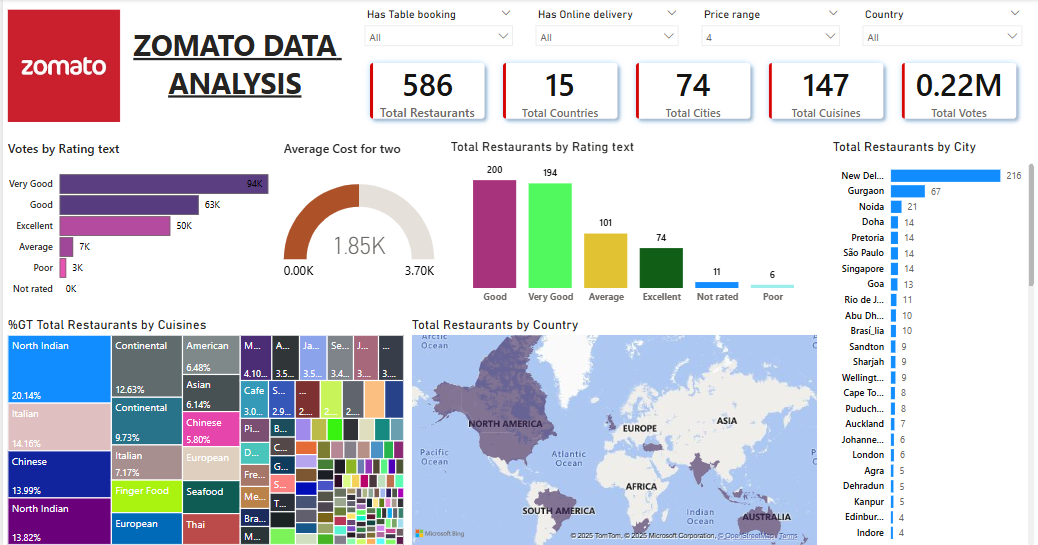 zomato
ZOMATO DATA
ANALYSIS
Has Table booking
All
Has Online delivery
All
Price range
4
Country
All
586
Total Restaurants
15
Total Countries
74
Total Cities
147
Total Cuisines
0.22M
Total Votes
Votes by Rating text
Very Good 94K
Good 63K
Excellent 50K
Average 7K
Poor 3K
Not rated 0K
Average Cost for two
1.85K
0.00K 3.70K
Total Restaurants by Rating text
200 194 101 74 11 6
Good Very Good Average Excellent Not rated Poor
Total Restaurants by City
New Del... 216
Gurgaon 67
Noida 21
Doha 14
Pretoria 14
São Paulo 14
Singapore 14
Goa 13
Rio de J... 11
Abu Dh... 10
Brasí_lia 10
Sandton 9
Sharjah 9
Wellingt... 9
Cape To... 8
Puduch... 8
Auckland 7
Johanne... 6
London 6
Agra 5
Dehradun 5
Kanpur 5
Edinbur... 4
Indore 4
%GT Total Restaurants by Cuisines
North Indian
20.14%
Italian
14.16%
Chinese
13.99%
North Indian
13.82%
Continental
12.63%
Continental
9.73%
Italian
7.17%
Finger Food
European
American
6.48%
Asian
6.14%
Chinese
5.80%
European
Seafood
Thai
M...
4.10...
A...
3.5...
Ja...
3.5...
Se...
3.4...
J...
3....
...
3....
Cafe
3.0...
S...
2.9...
...
2...
2...
2...
Pi...
B...
D...
C...
Fre...
G...
Me...
S...
Bra...
T...
M...
Total Restaurants by Country
Arctic
Ocean
NORTH AMERICA
EUROPE
ASIA
Pacific
Ocean
Atlantic
Ocean
AFRICA
SOUTH AMERICA
Indian
Ocean
AUSTRALIA
Microsoft Bing
© 2025 TomTom, © 2025 Microsoft Corporation, © OpenStreetMap Terms